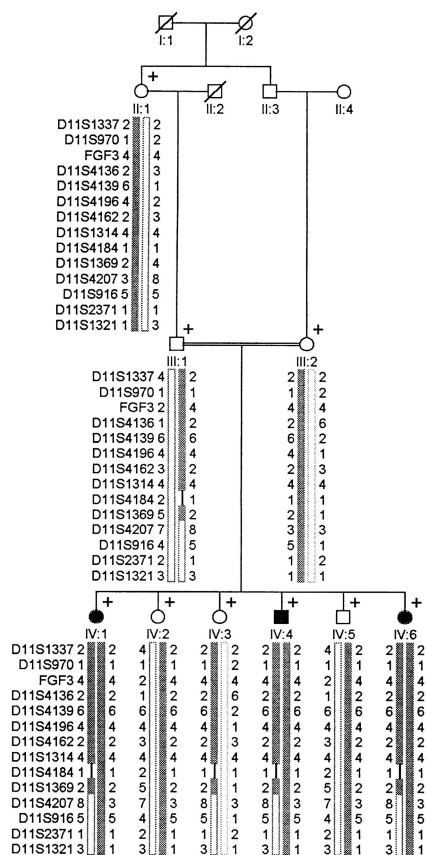 I:1 I:2
+
II:1 II:2 II:3 II:4
D11S1337 2 2
D11S970 1 2
FGF3 4 4
D11S4136 2 3
D11S4139 6 1
D11S4196 4 2
D11S4162 2 3
D11S1314 4 4
D11S4184 1 1
D11S1369 2 4
D11S4207 3 8
D11S916 5 5
D11S2371 1 1
D11S1321 1 3
+ +
III:1 III:2
D11S1337 4 2 2 2
D11S970 1 1 1 2
FGF3 2 4 4 4
D11S4136 1 2 2 6
D11S4139 6 6 6 2
D11S4196 4 4 4 1
D11S4162 3 2 2 3
D11S1314 4 4 4 4
D11S4184 2 1 1 1
D11S1369 5 2 2 1
D11S4207 7 8 3 3
D11S916 4 5 5 1
D11S2371 2 1 1 2
D11S1321 3 3 1 1
+ + + + + +
IV:1 IV:2 IV:3 IV:4 IV:5 IV:6
D11S1337 2 2 4 2 2 2 2 2 4 2 2 2
D11S970 1 1 1 1 1 2 1 1 1 1 1 1
FGF3 4 4 2 4 4 4 4 4 2 4 4 4
D11S4136 2 2 1 2 2 6 2 2 1 2 2 2
D11S4139 6 6 6 6 6 2 6 6 6 6 6 6
D11S4196 4 4 4 4 4 1 4 4 4 4 4 4
D11S4162 2 2 3 2 2 3 2 2 3 2 2 2
D11S1314 4 4 4 4 4 4 4 4 4 4 4 4
D11S4184 1 1 2 1 1 1 1 1 2 1 1 1
D11S1369 2 2 5 2 2 1 2 2 5 2 2 2
D11S4207 8 3 7 3 8 3 8 3 7 3 8 3
D11S916 5 5 4 5 5 1 5 5 4 5 5 5
D11S2371 1 1 2 1 1 2 1 1 2 1 1 1
D11S1321 3 1 3 1 3 1 3 1 3 1 3 1